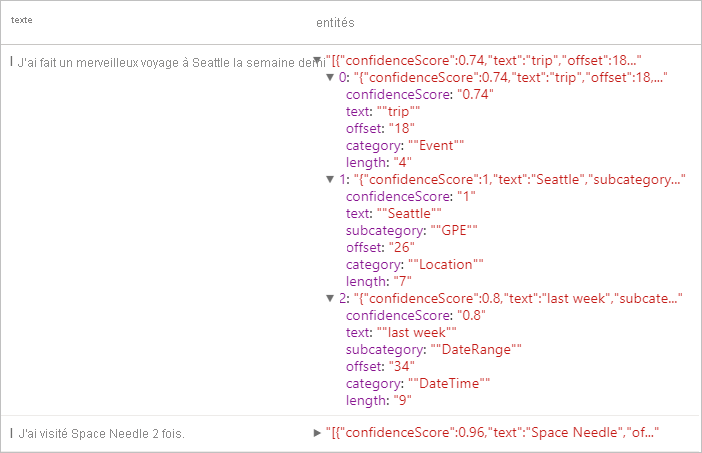 texte
entités
J'ai fait un merveilleux voyage à Seattle la semaine derni
▼ "[{"confidenceScore":0.74,"text":"trip","offset":18..."
▼ 0: "{"confidenceScore":0.74,"text":"trip","offset":18,..."
confidenceScore: "0.74"
text: ""trip""
offset: "18"
category: ""Event""
length: "4"
▼ 1: "{"confidenceScore":1,"text":"Seattle","subcategory..."
confidenceScore: "1"
text: ""Seattle""
subcategory: ""GPE""
offset: "26"
category: ""Location""
length: "7"
▼ 2: "{"confidenceScore":0.8,"text":"last week","subcate..."
confidenceScore: "0.8"
text: ""last week""
subcategory: ""DateRange""
offset: "34"
category: ""DateTime""
length: "9"
J'ai visité Space Needle 2 fois.
▶ "[{"confidenceScore":0.96,"text":"Space Needle","of..."